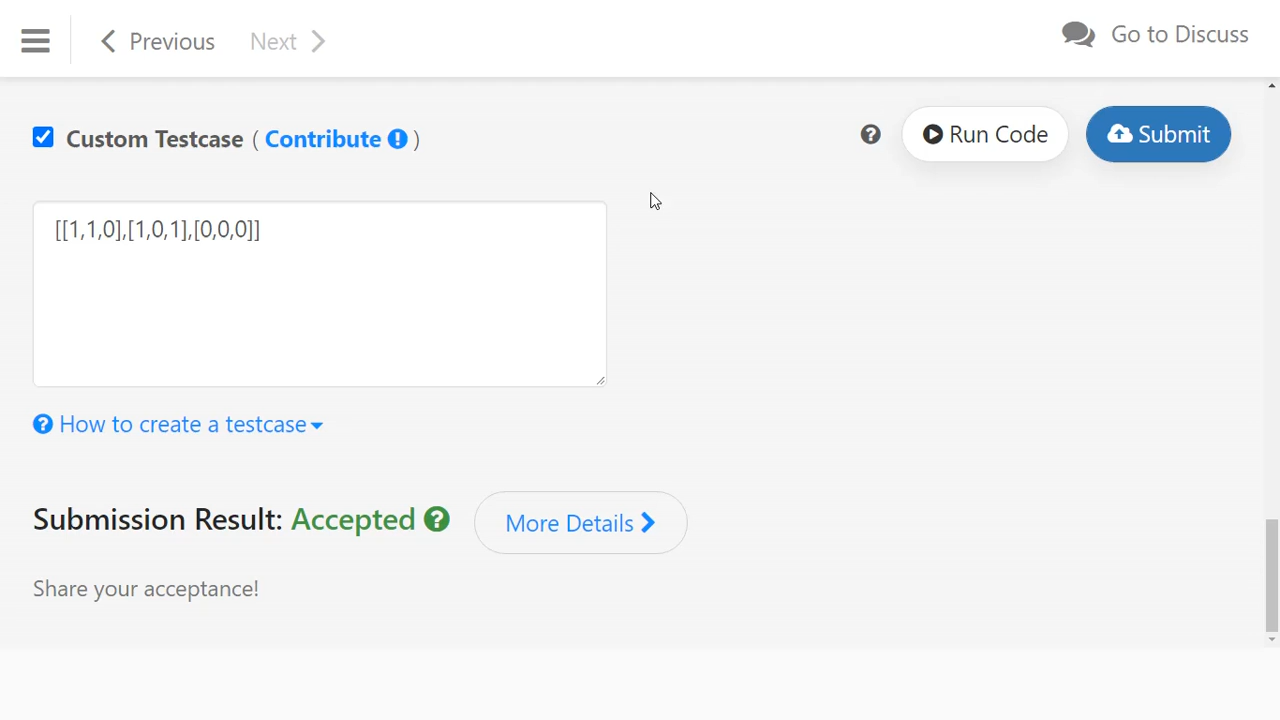 Previous Next Go to Discuss
Custom Testcase ( Contribute ) Run Code Submit
[[1,1,0],[1,0,1],[0,0,0]]
How to create a testcase
Submission Result: Accepted More Details
Share your acceptance!